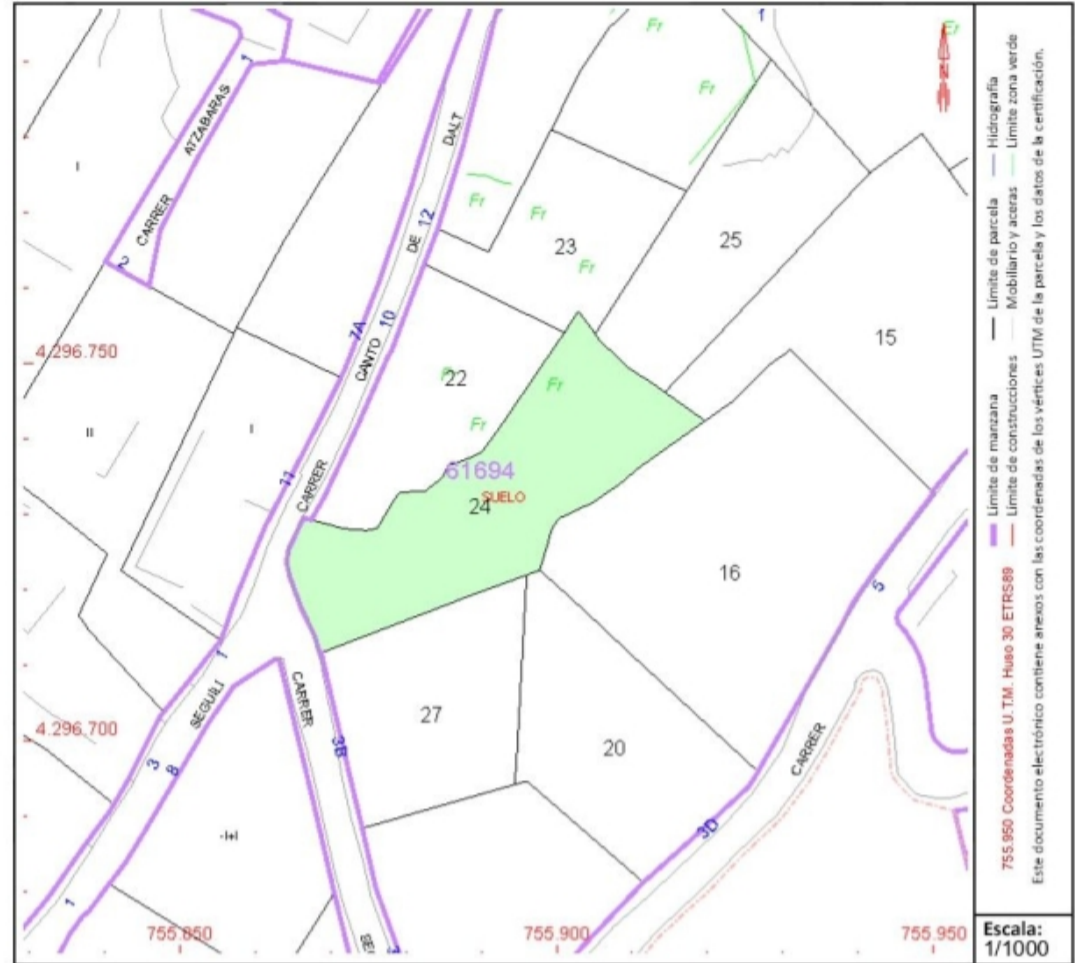 1
Fr
Fr
Fr
1
CARRER ATZABARAS
DALT
I
Fr
Fr
12
DE
23
25
Fr
2
7A
10
15
4.296.750
CANTO
Fr
22
Fr
Fr
II
I
61694
SUELO
11
CARRER
24
16
5
1
SEGUILI
CARRER
27
4.296.700
3B
20
CARRER
3
8
3D
-I+I
1
755.850
755.900
755.950
Límite de manzana
Límite de parcela
Hidrografía
Límite de construcciones
Mobiliario y aceras
Límite zona verde
755.950 Coordenadas U.T.M. Huso 30 ETRS89
Este documento electrónico contiene anexos con las coordenadas de los vértices UTM de la parcela y los datos de la certificación.
Escala:
1/1000